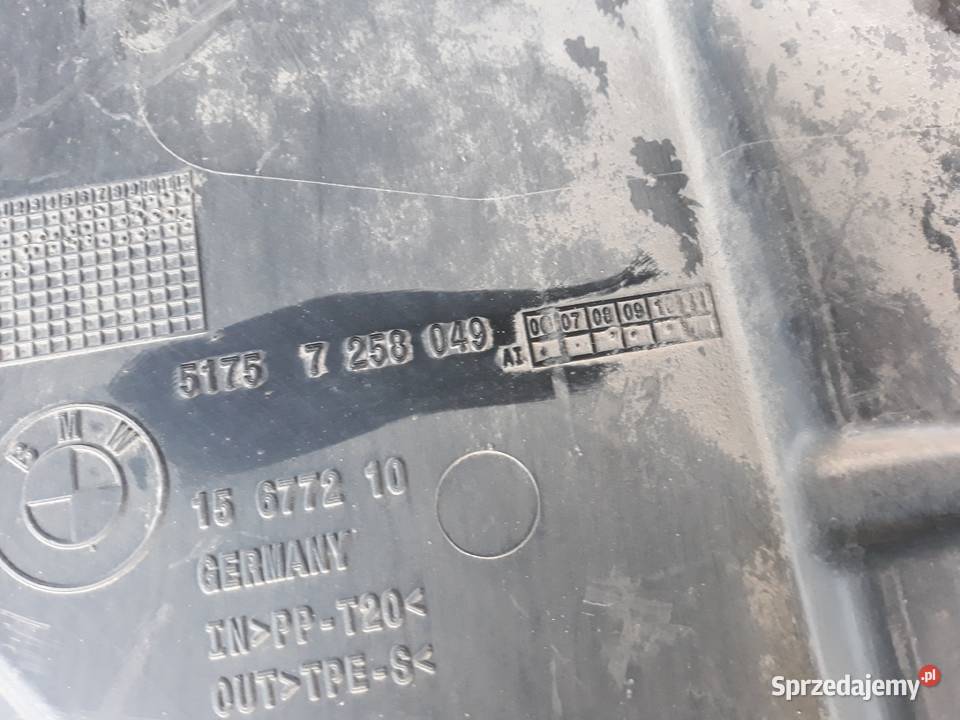 5175 7 258 049
AI
06 07 08 09 10 11
BMW
15 6772 10
GERMANY
IN>PP-T20<
OUT>TPE-S<
Sprzedajemy.pl